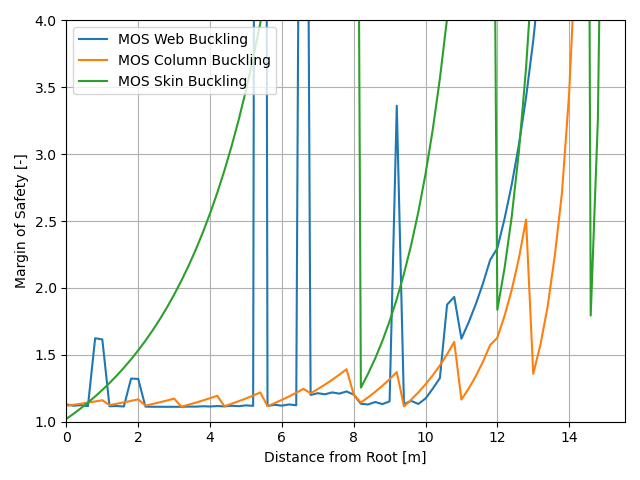 4.0
3.5
3.0
2.5
2.0
1.5
1.0
Margin of Safety [-]
MOS Web Buckling
MOS Column Buckling
MOS Skin Buckling
0 2 4 6 8 10 12 14
Distance from Root [m]